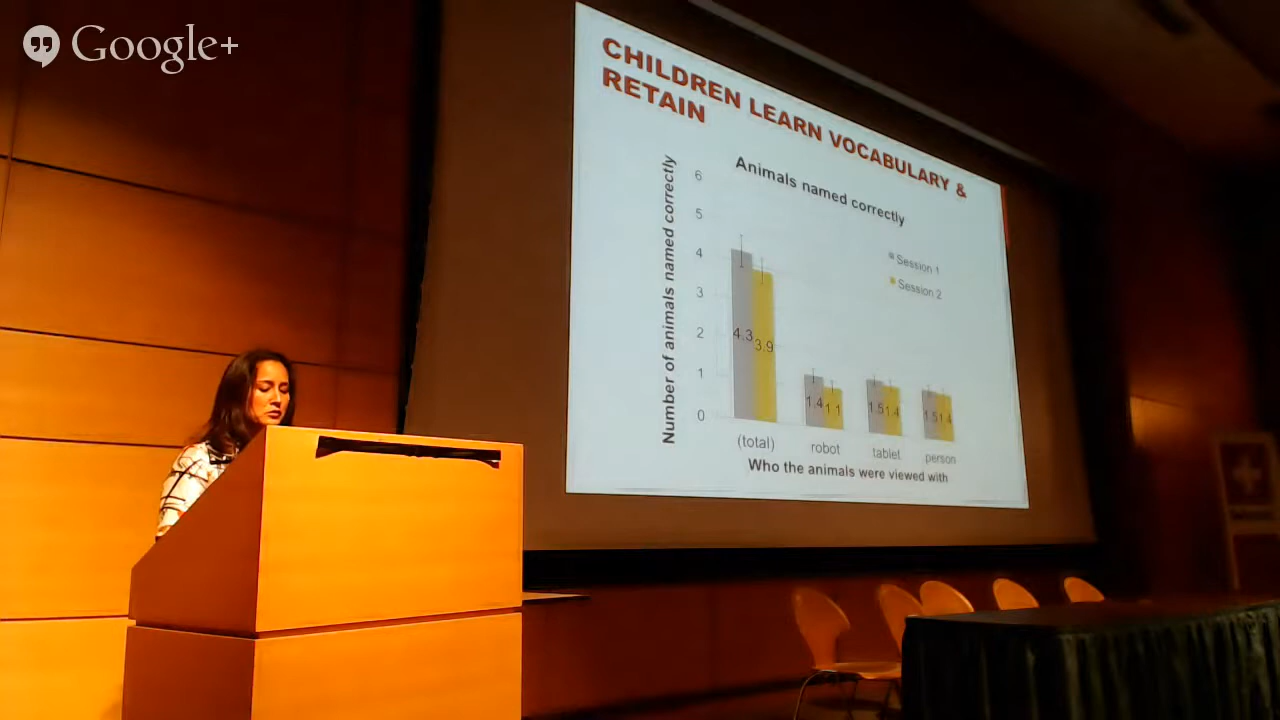 Google+
CHILDREN LEARN VOCABULARY &
RETAIN
Animals named correctly
Number of animals named correctly
6
5
4
3
2
1
0
Session 1
Session 2
4.3
3.9
1.4
1.1
1.5
1.4
1.5
1.4
(total)
robot
tablet
person
Who the animals were viewed with